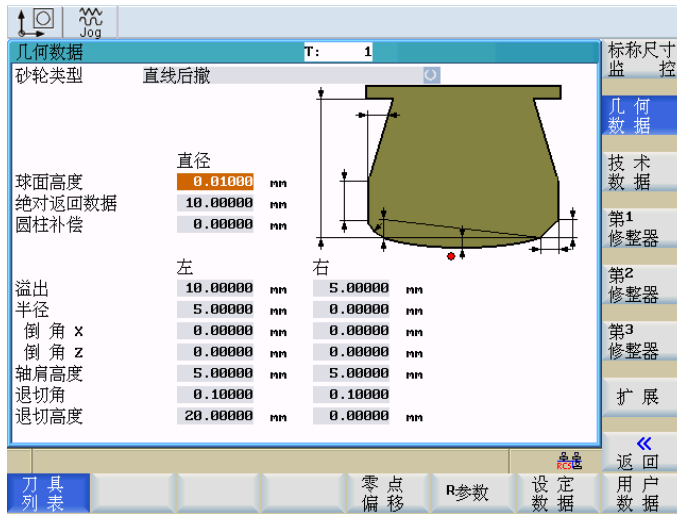 Jog
几何数据 T: 1
砂轮类型 直线后撤
直径
球面高度 0.01000 mm
绝对返回数据 10.00000 mm
圆柱补偿 0.00000 mm
左 右
溢出 10.00000 mm 5.00000 mm
半径 5.00000 mm 0.00000 mm
倒 角 x 0.00000 mm 0.00000 mm
倒 角 z 0.00000 mm 0.00000 mm
轴肩高度 5.00000 mm 5.00000 mm
退切角 0.10000 0.10000
退切高度 20.00000 mm 0.00000 mm
标称尺寸
监 控
几 何
数 据
技 术
数 据
第1
修整器
第2
修整器
第3
修整器
扩 展
«
返 回
RCS
刀 具
列 表
零 点
偏 移
R参数
设 定
数 据
用 户
数 据